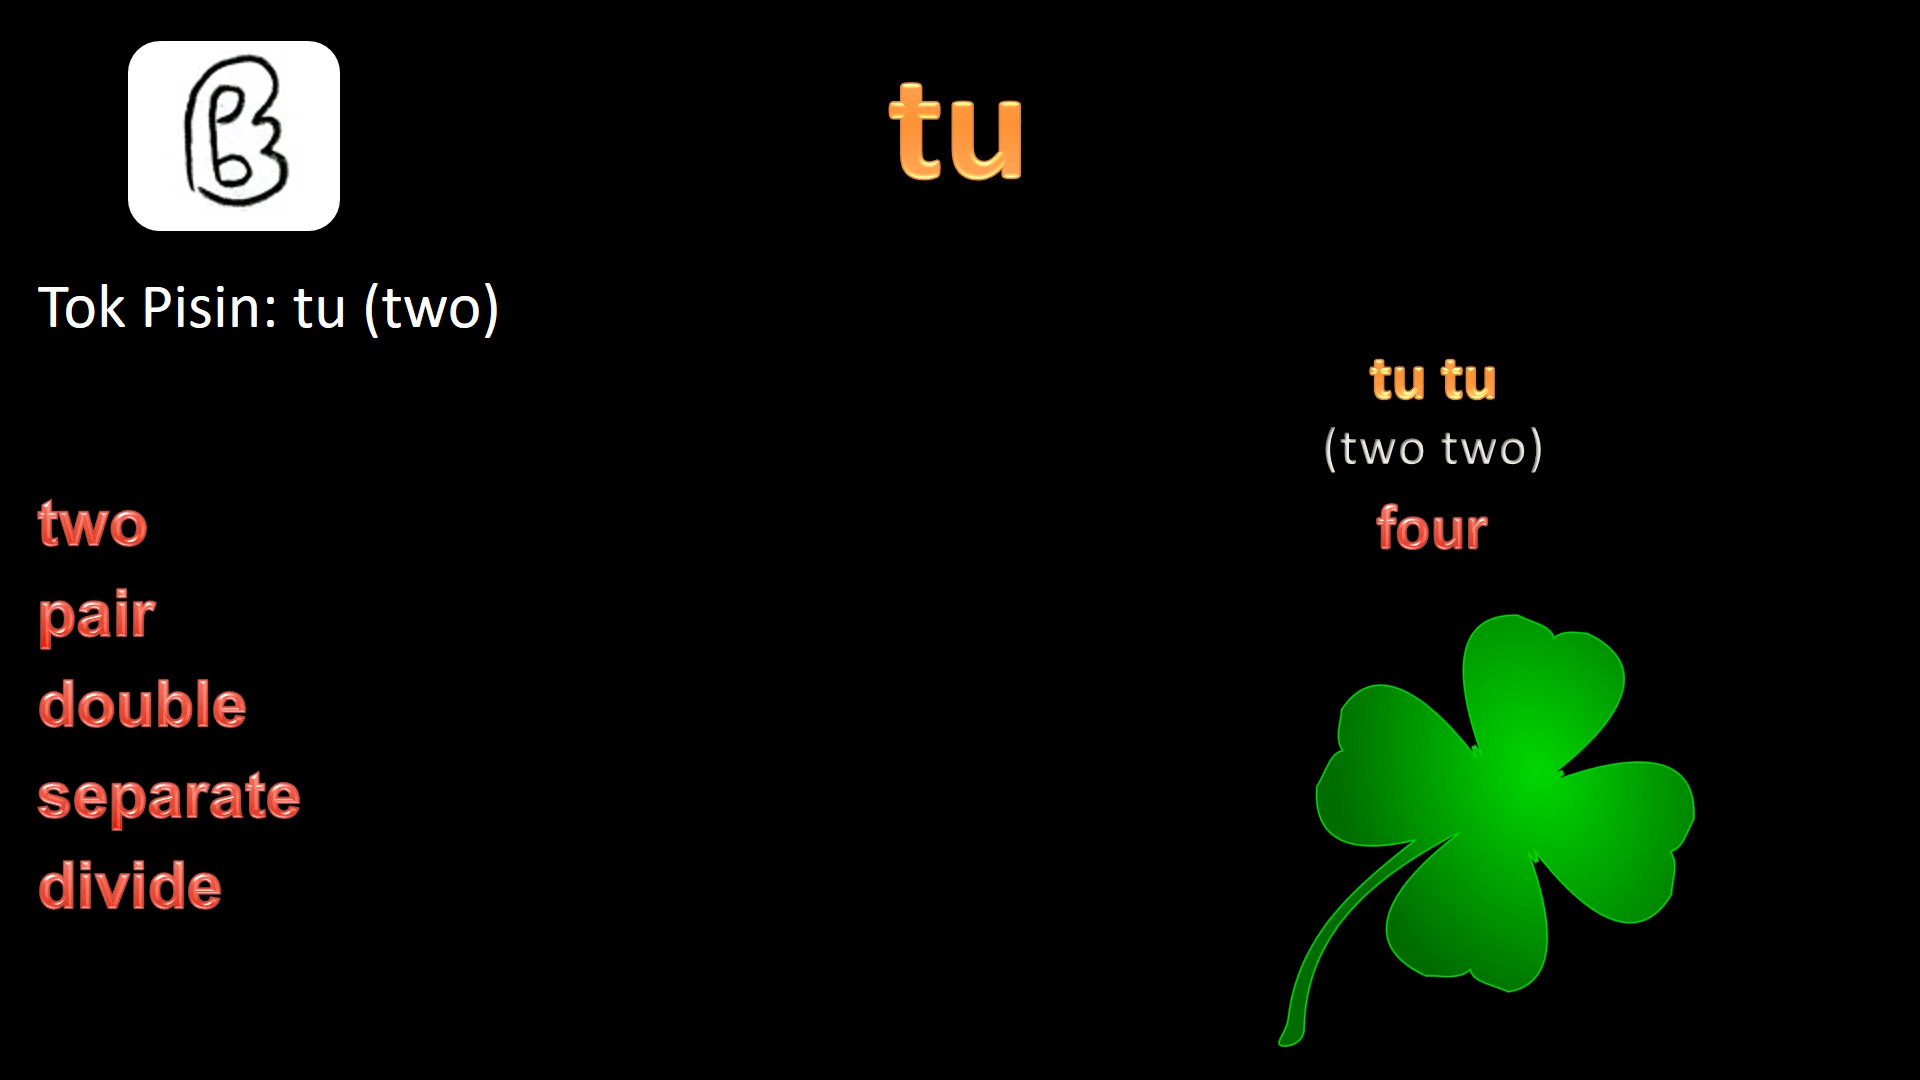 tu
Tok Pisin: tu (two)
two
pair
double
separate
divide
tu tu
(two two)
four